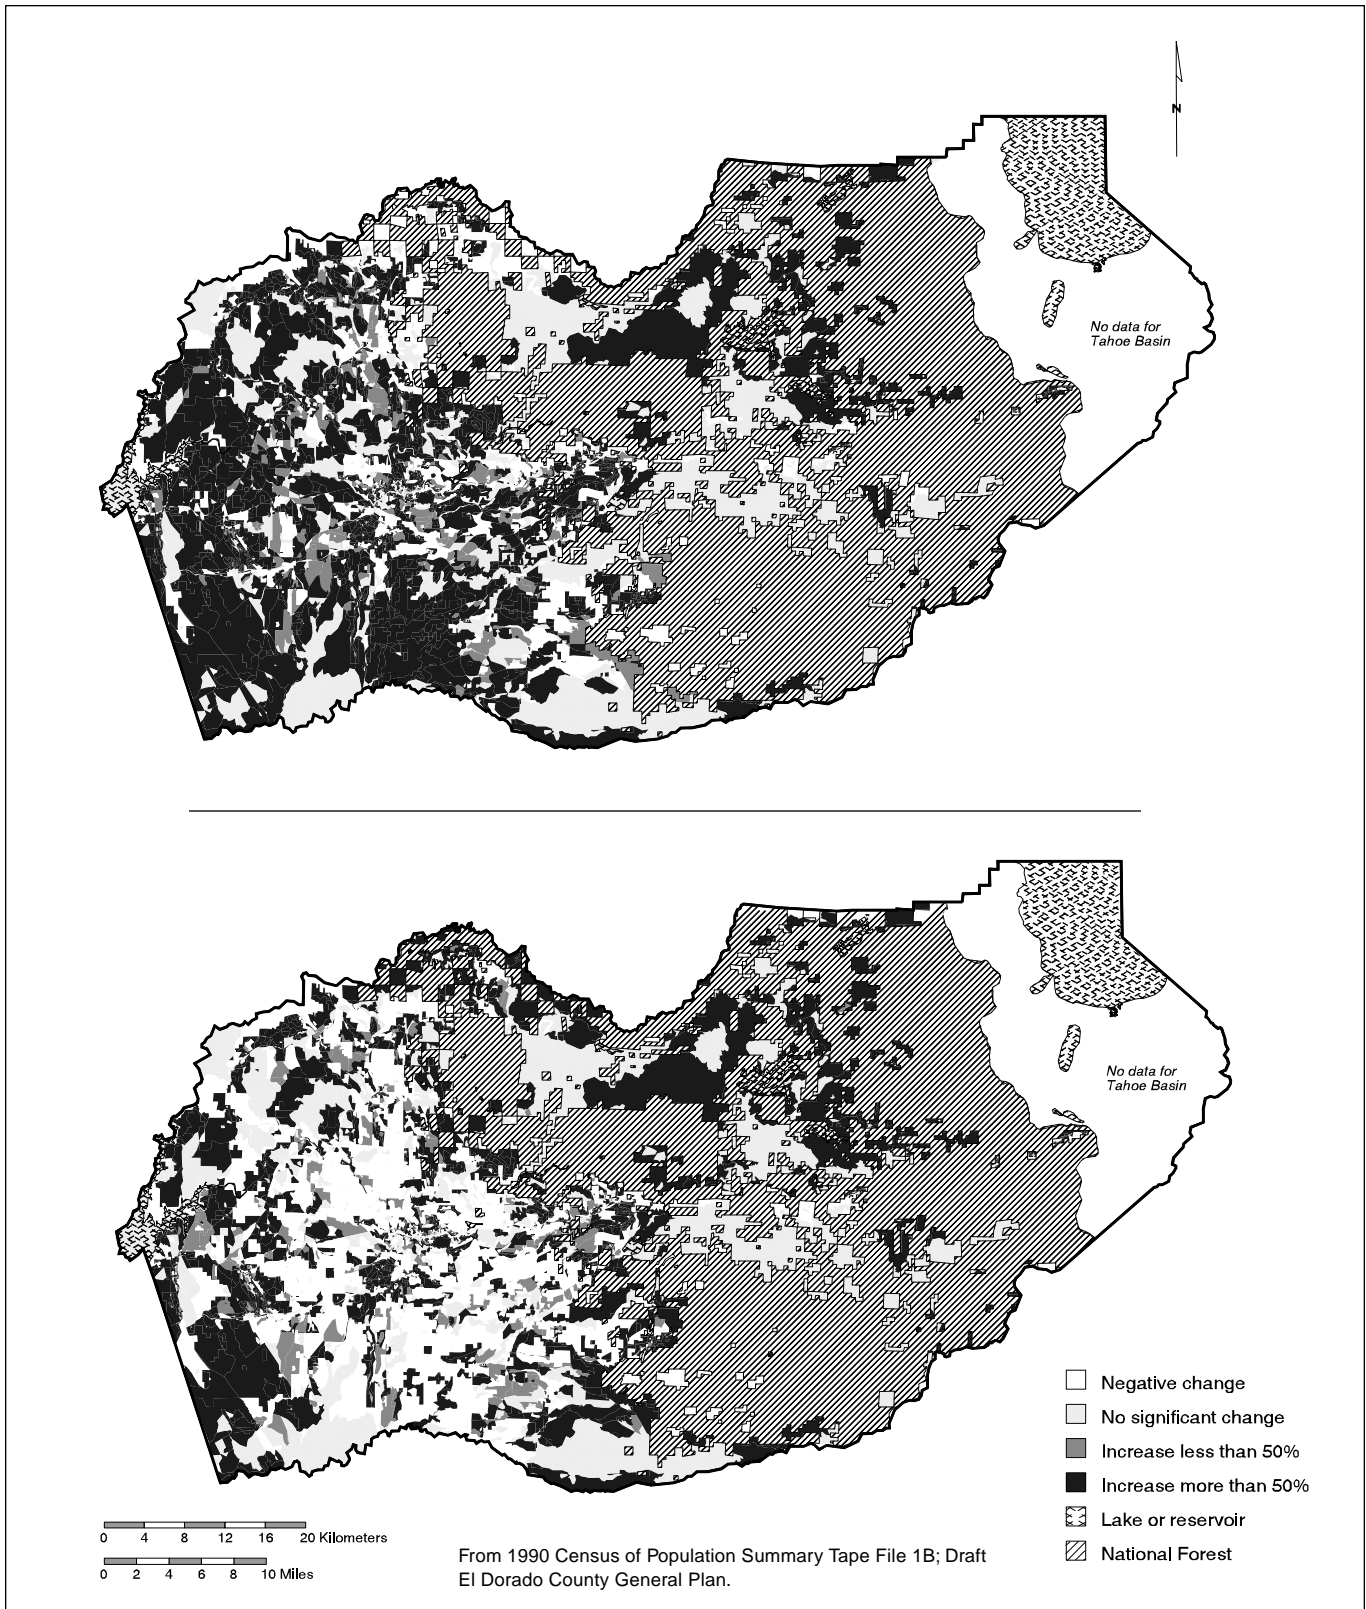 N
No data for
Tahoe Basin
No data for
Tahoe Basin
Negative change
No significant change
Increase less than 50%
Increase more than 50%
Lake or reservoir
National Forest
0 4 8 12 16 20 Kilometers
0 2 4 6 8 10 Miles
From 1990 Census of Population Summary Tape File 1B; Draft
El Dorado County General Plan.